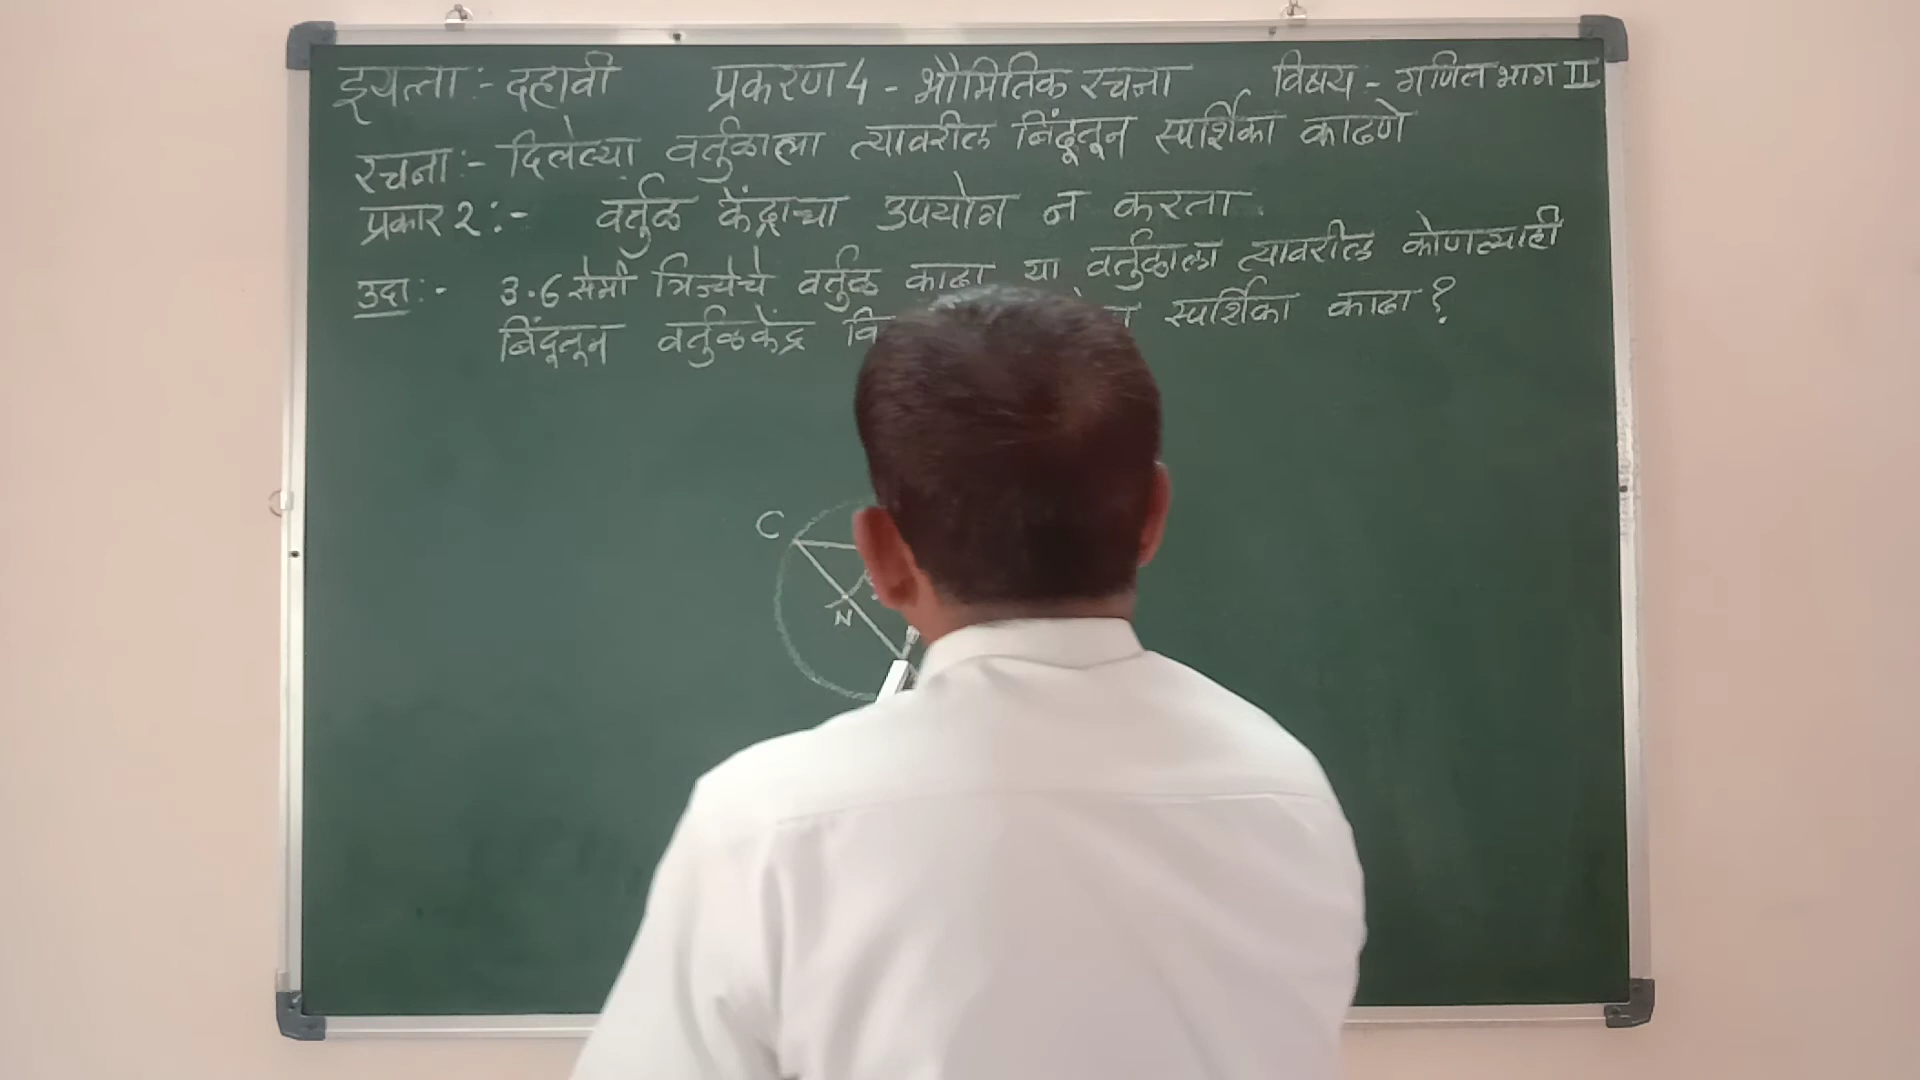 इयत्ता:- दहावी प्रकरण 4 - भौमितिक रचना विषय - गणित भाग II
रचना:- दिलेल्या वर्तुळाला त्यावरील बिंदूतून स्पर्शिका काढणे
प्रकार 2:- वर्तुळ केंद्राचा उपयोग न करता
उदा:- 3.6 सेमी त्रिज्येचे वर्तुळ काढा या वर्तुळाला त्यावरील कोणत्याही
बिंदूतून वर्तुळकेंद्र स्पर्शिका काढा?
C
N